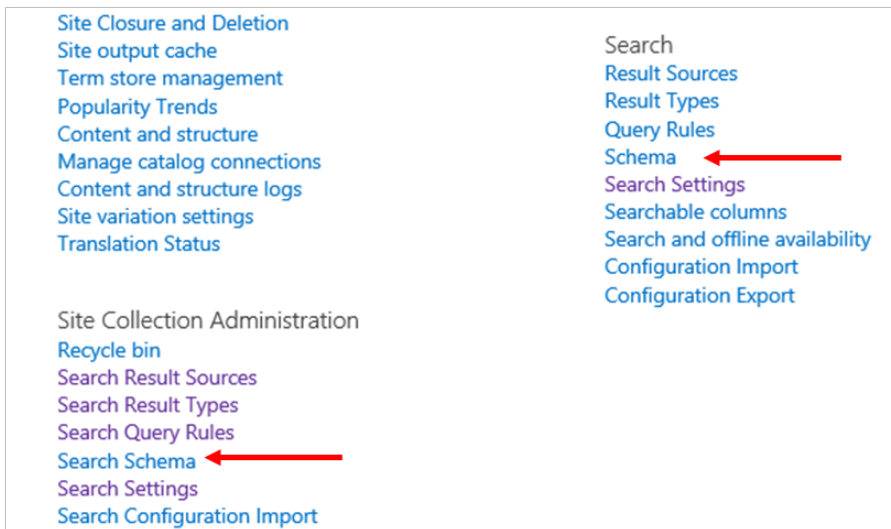 Site Closure and Deletion
Site output cache
Term store management
Popularity Trends
Content and structure
Manage catalog connections
Content and structure logs
Site variation settings
Translation Status
Site Collection Administration
Recycle bin
Search Result Sources
Search Result Types
Search Query Rules
Search Schema
Search Settings
Search Configuration Import
Search
Result Sources
Result Types
Query Rules
Schema
Search Settings
Searchable columns
Search and offline availability
Configuration Import
Configuration Export